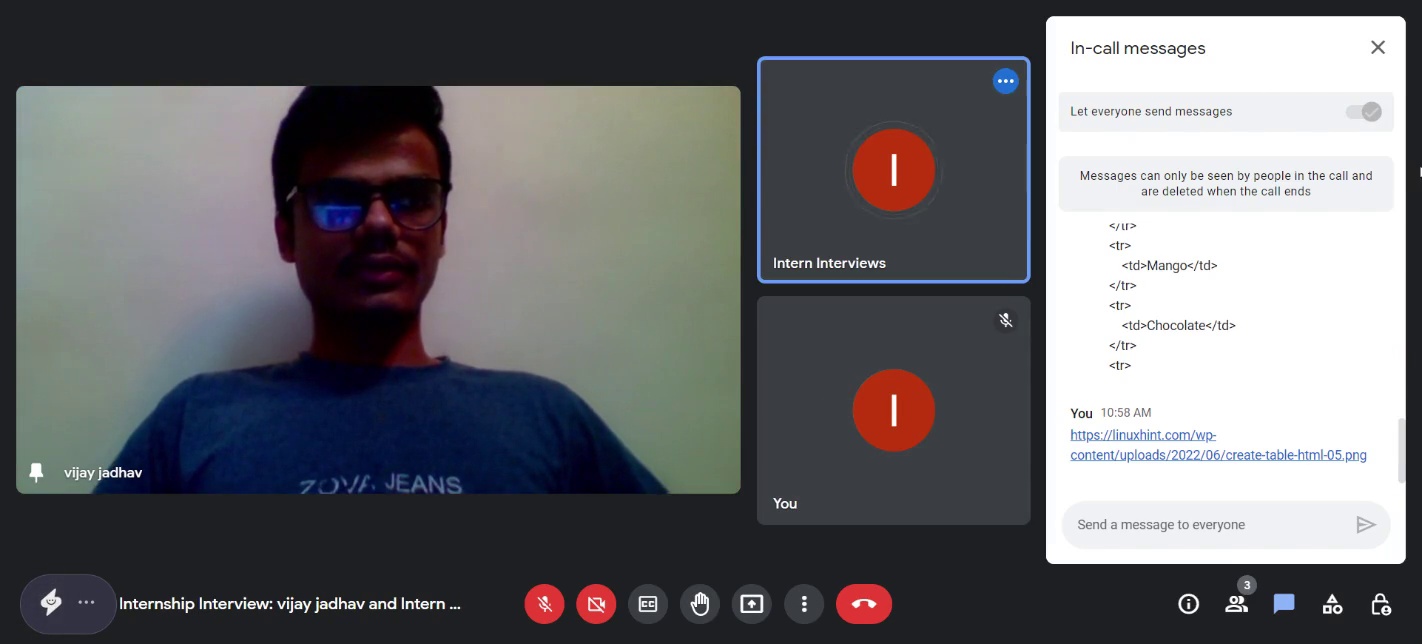 ZOVA JEANS
vijay jadhav
I
Intern Interviews
I
You
In-call messages
Let everyone send messages
Messages can only be seen by people in the call and
are deleted when the call ends
</tr>
<tr>
<td>Mango</td>
</tr>
<tr>
<td>Chocolate</td>
</tr>
<tr>
You 10:58 AM
https://linuxhint.com/wp-
content/uploads/2022/06/create-table-html-05.png
Send a message to everyone
Internship Interview: vijay jadhav and Intern ...
CC
3